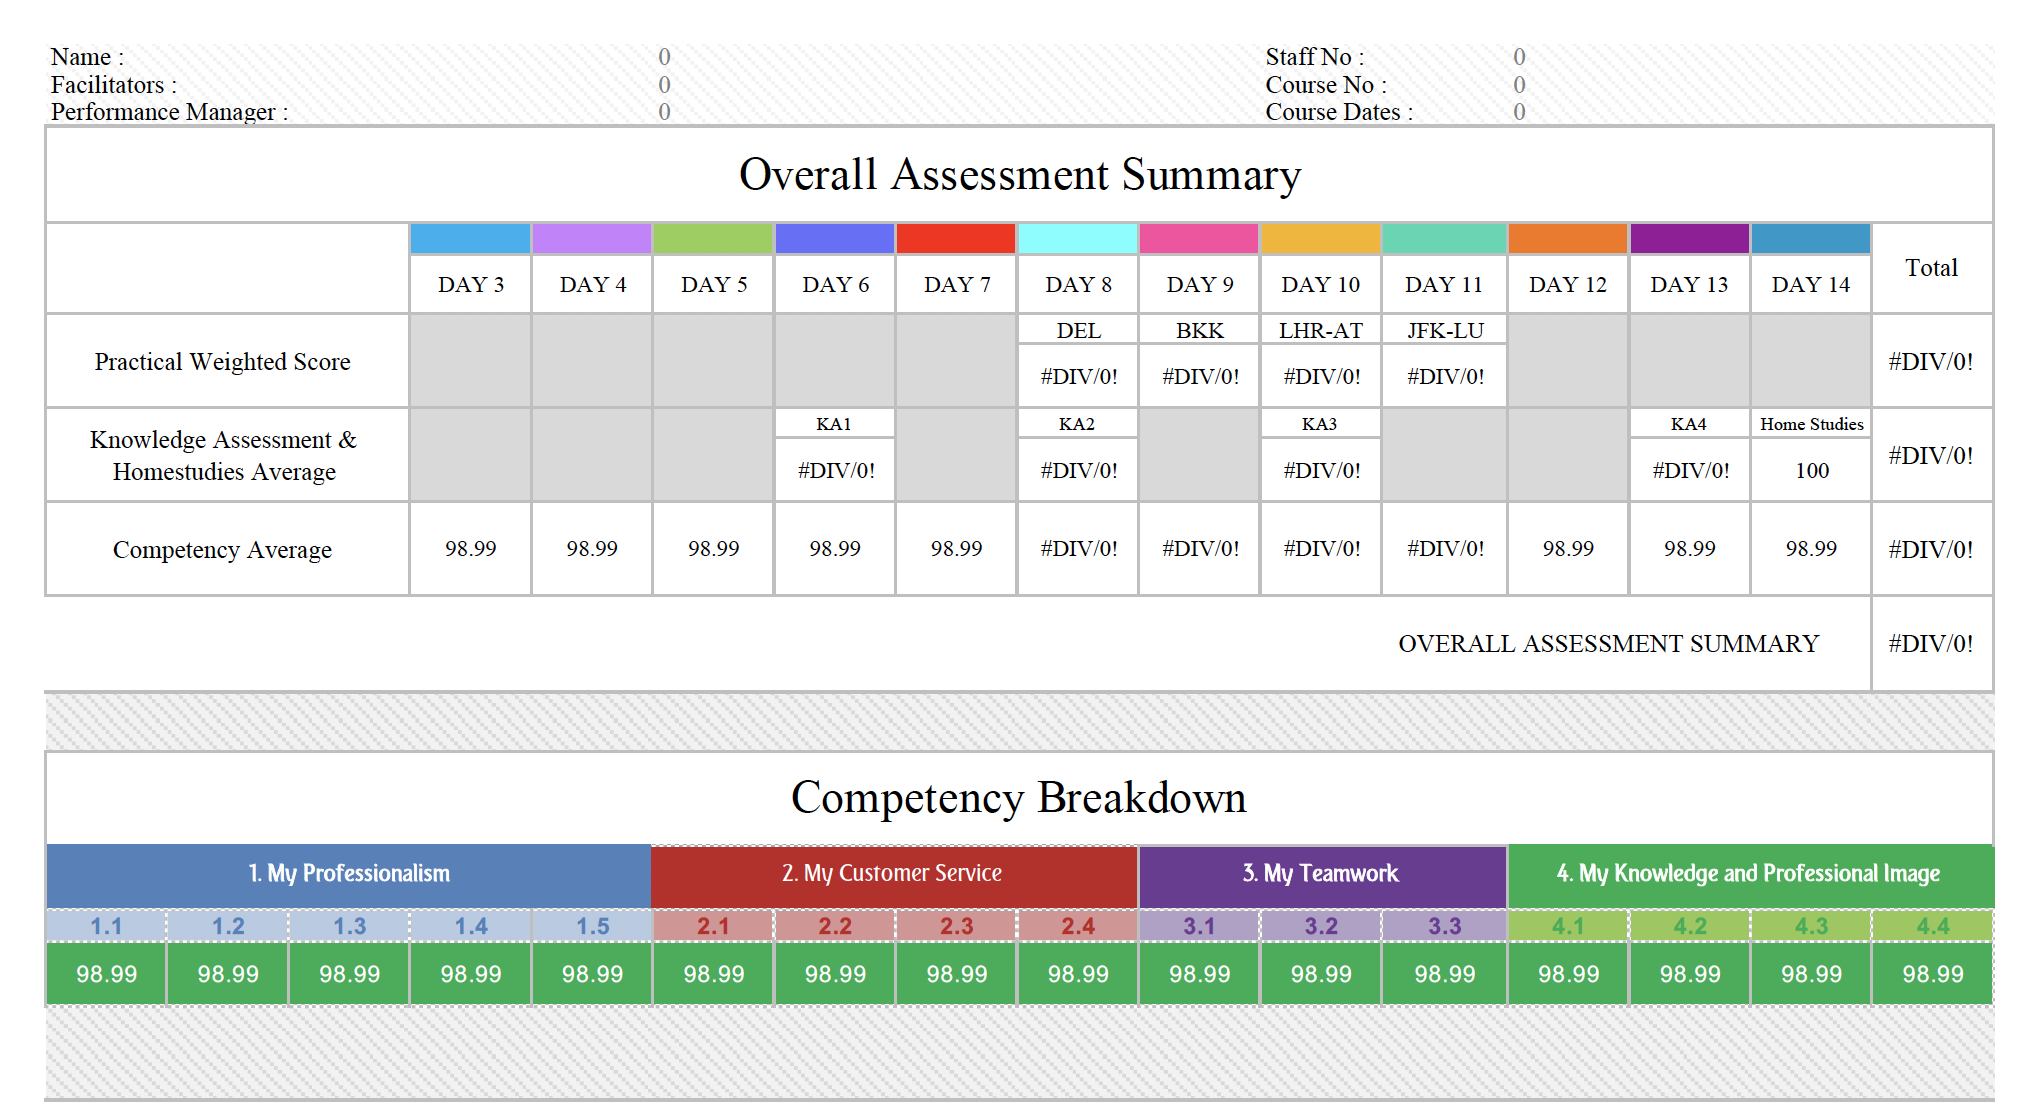 Name : 0 Staff No : 0
Facilitators : 0 Course No : 0
Performance Manager : 0 Course Dates : 0
Overall Assessment Summary
DAY 3 DAY 4 DAY 5 DAY 6 DAY 7 DAY 8 DAY 9 DAY 10 DAY 11 DAY 12 DAY 13 DAY 14 Total
DEL BKK LHR-AT JFK-LU
Practical Weighted Score #DIV/0! #DIV/0! #DIV/0! #DIV/0! #DIV/0!
KA1 KA2 KA3 KA4 Home Studies
Knowledge Assessment &
Homestudies Average #DIV/0! #DIV/0! #DIV/0! #DIV/0! 100 #DIV/0!
Competency Average 98.99 98.99 98.99 98.99 98.99 #DIV/0! #DIV/0! #DIV/0! #DIV/0! 98.99 98.99 98.99 #DIV/0!
OVERALL ASSESSMENT SUMMARY #DIV/0!
Competency Breakdown
1. My Professionalism 2. My Customer Service 3. My Teamwork 4. My Knowledge and Professional Image
1.1 1.2 1.3 1.4 1.5 2.1 2.2 2.3 2.4 3.1 3.2 3.3 4.1 4.2 4.3 4.4
98.99 98.99 98.99 98.99 98.99 98.99 98.99 98.99 98.99 98.99 98.99 98.99 98.99 98.99 98.99 98.99